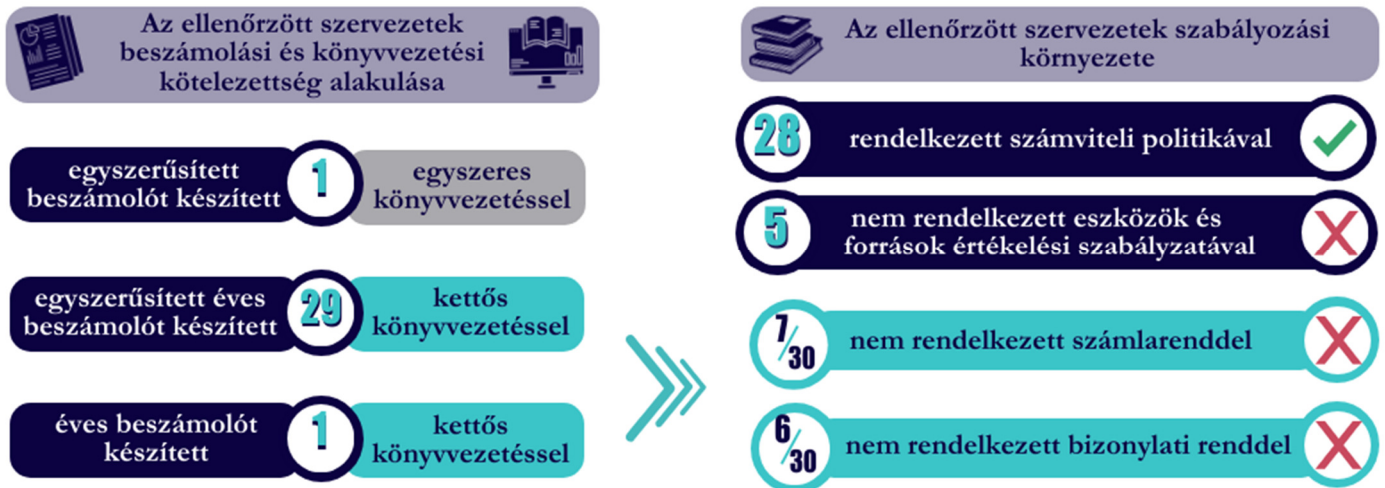 Az ellenőrzött szervezetek
beszámolási és könyvvezetési
kötelezettség alakulása
egyszerűsített
beszámolót készített
1
egyszeres
könyvvezetéssel
egyszerűsített éves
beszámolót készített
29
kettős
könyvvezetéssel
éves beszámolót
készített
1
kettős
könyvvezetéssel
Az ellenőrzött szervezetek szabályozási
környezete
28
rendelkezett számviteli politikával
5
nem rendelkezett eszközök és
források értékelési szabályzatával
7/30
nem rendelkezett számlarenddel
6/30
nem rendelkezett bizonylati renddel